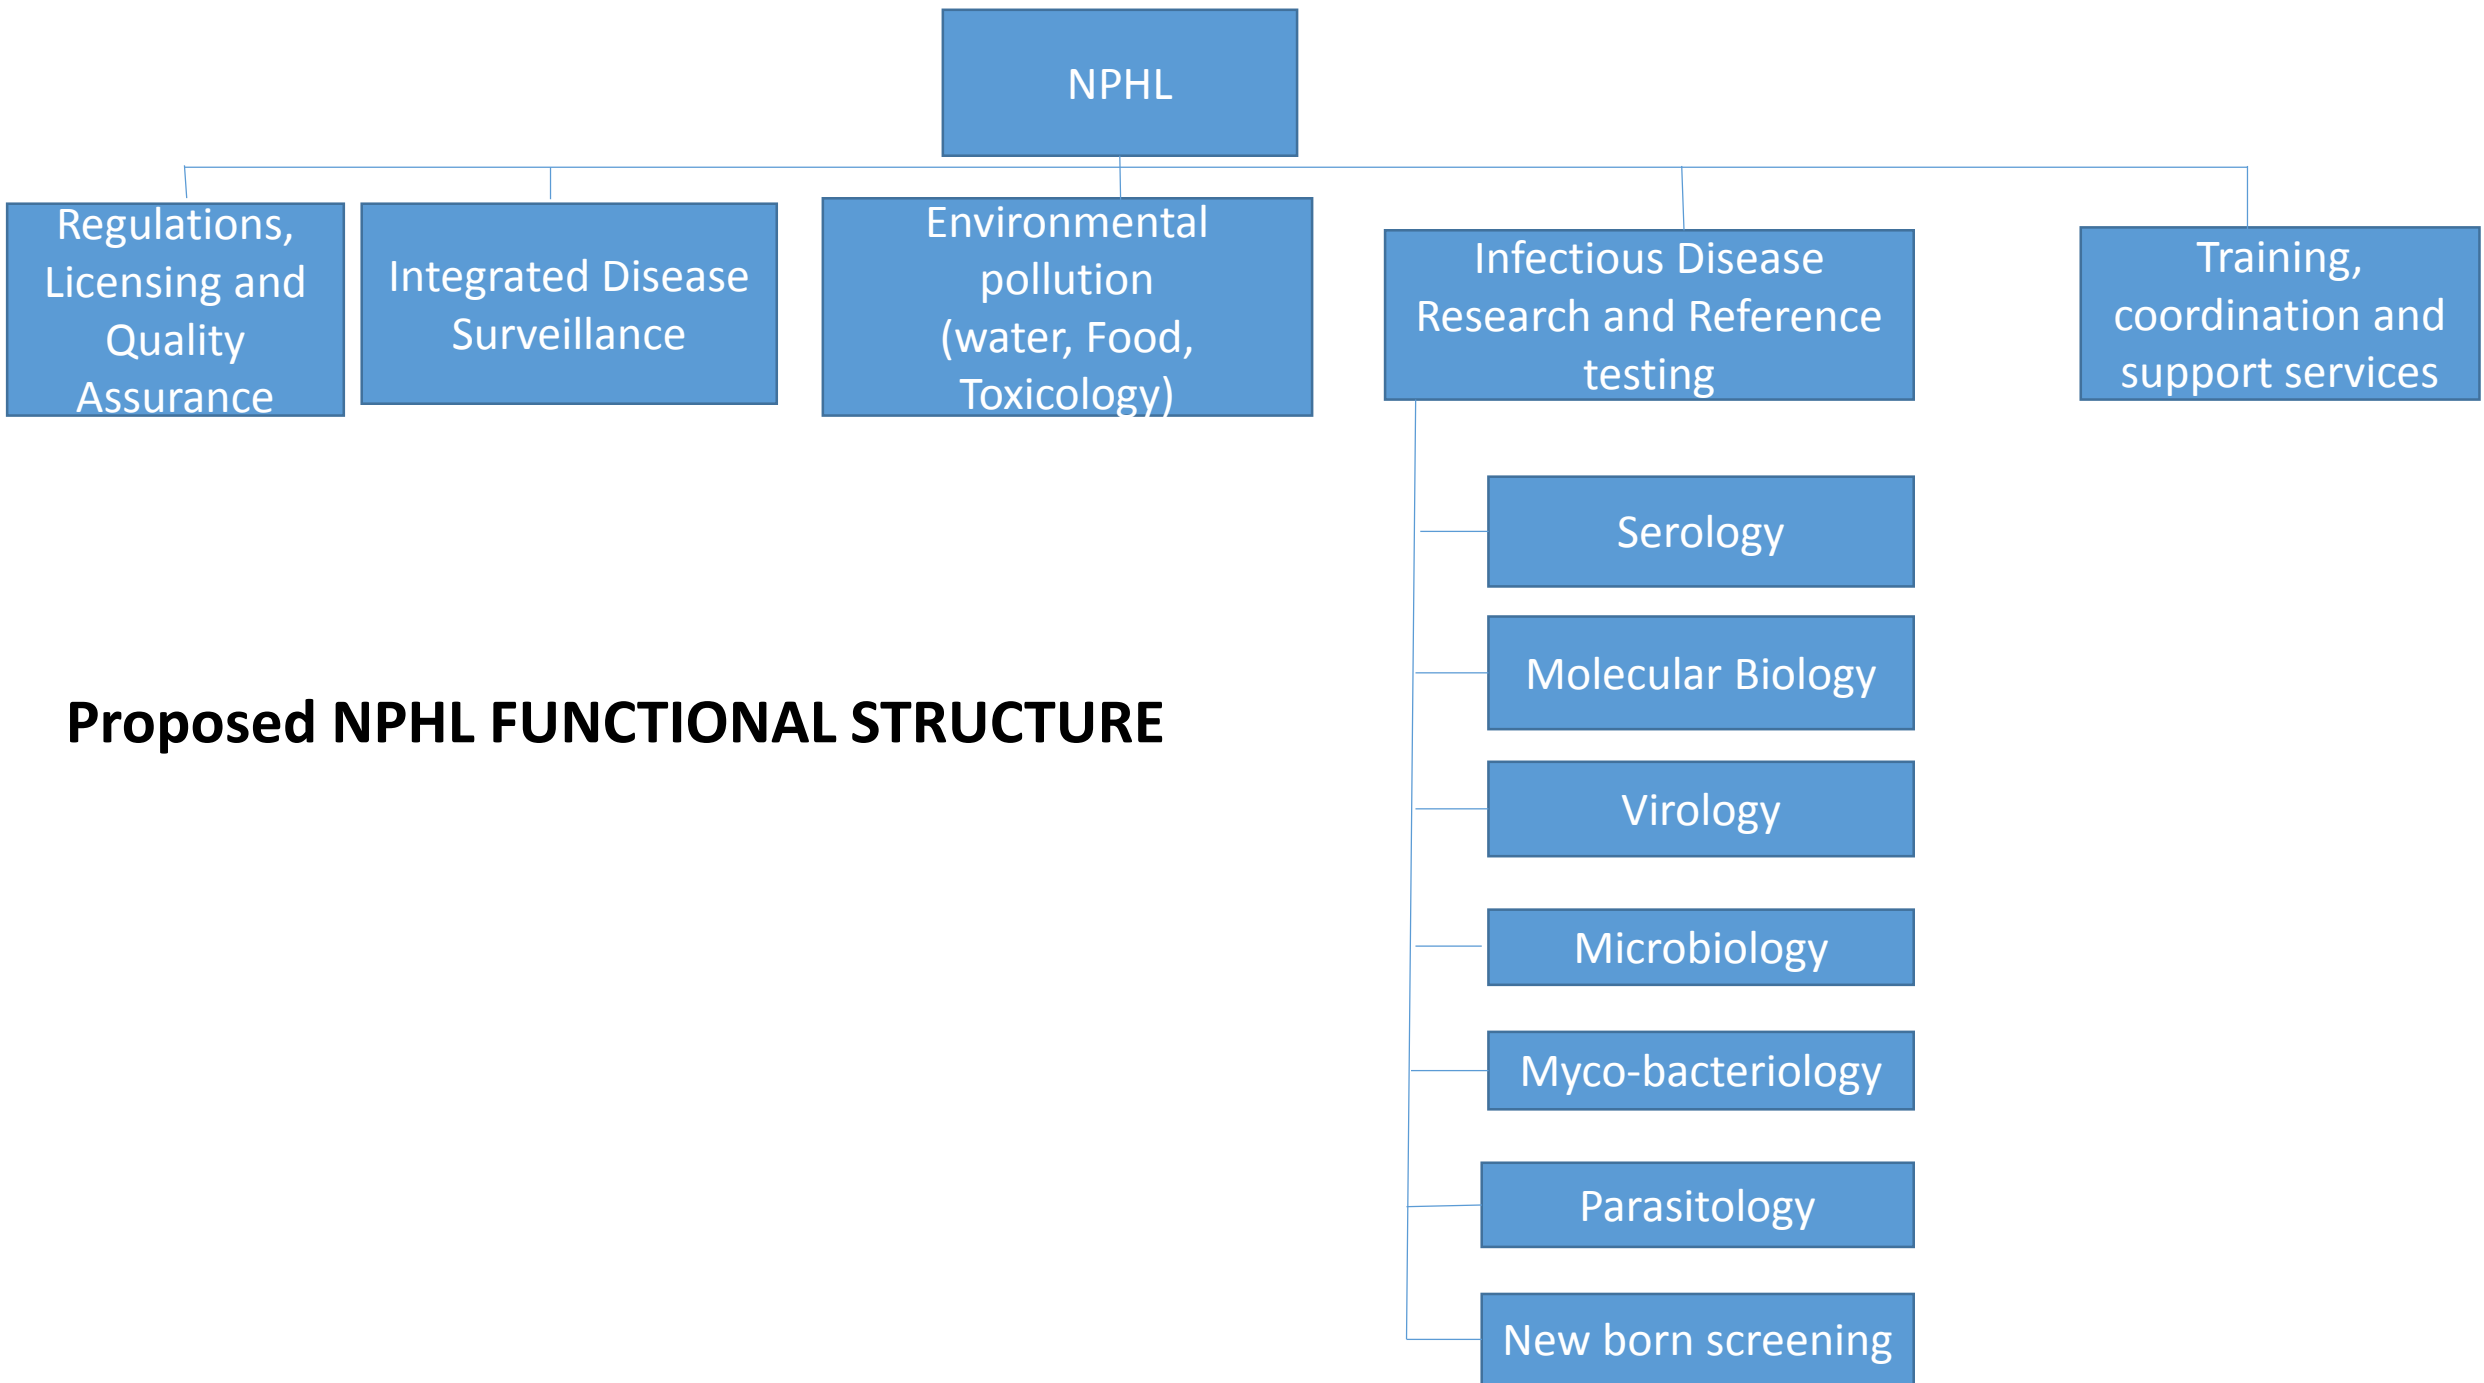 NPHL
Regulations,
Licensing and
Quality
Assurance
Integrated Disease
Surveillance
Environmental
pollution
(water, Food,
Toxicology)
Infectious Disease
Research and Reference
testing
Training,
coordination and
support services
Serology
Molecular Biology
Proposed NPHL FUNCTIONAL STRUCTURE
Virology
Microbiology
Myco-bacteriology
Parasitology
New born screening